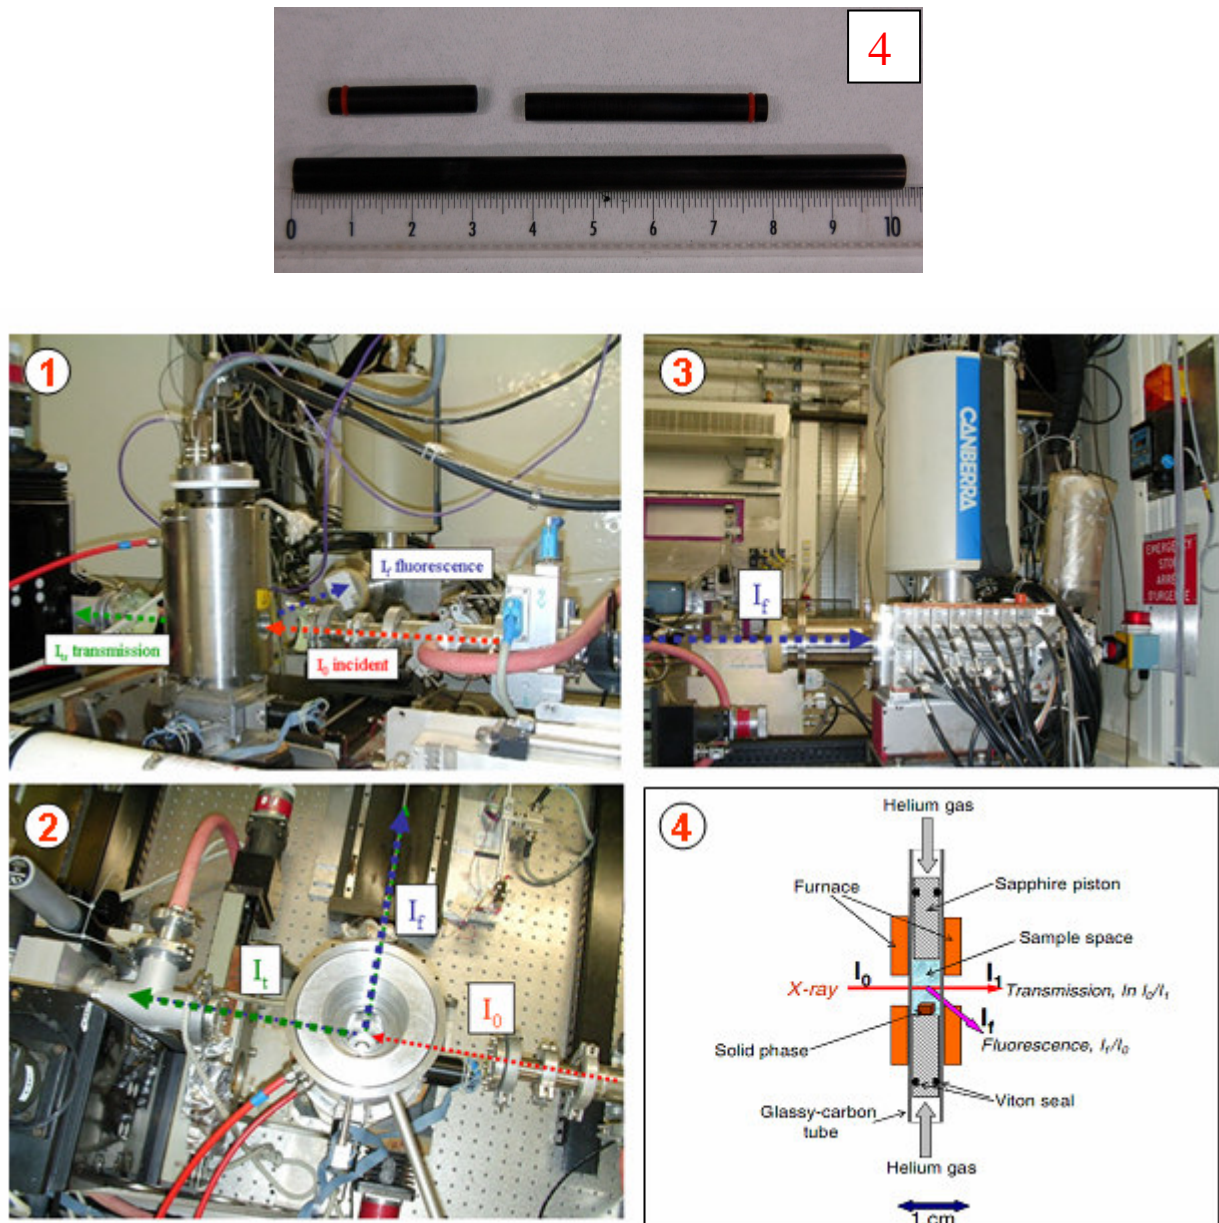 4
0 1 2 3 4 5 6 7 8 9 10
1
If fluorescence
It transmission
I0 incident
3
CANBERRA
If
EMERGENCY
STOP
ARRET
D'URGENCE
2
If
It
I0
4
Helium gas
Furnace
Sapphire piston
Sample space
I0
I1
X-ray
Transmission, ln I0/I1
If
Solid phase
Fluorescence, If/I0
Viton seal
Glassy-carbon
tube
Helium gas
1 cm